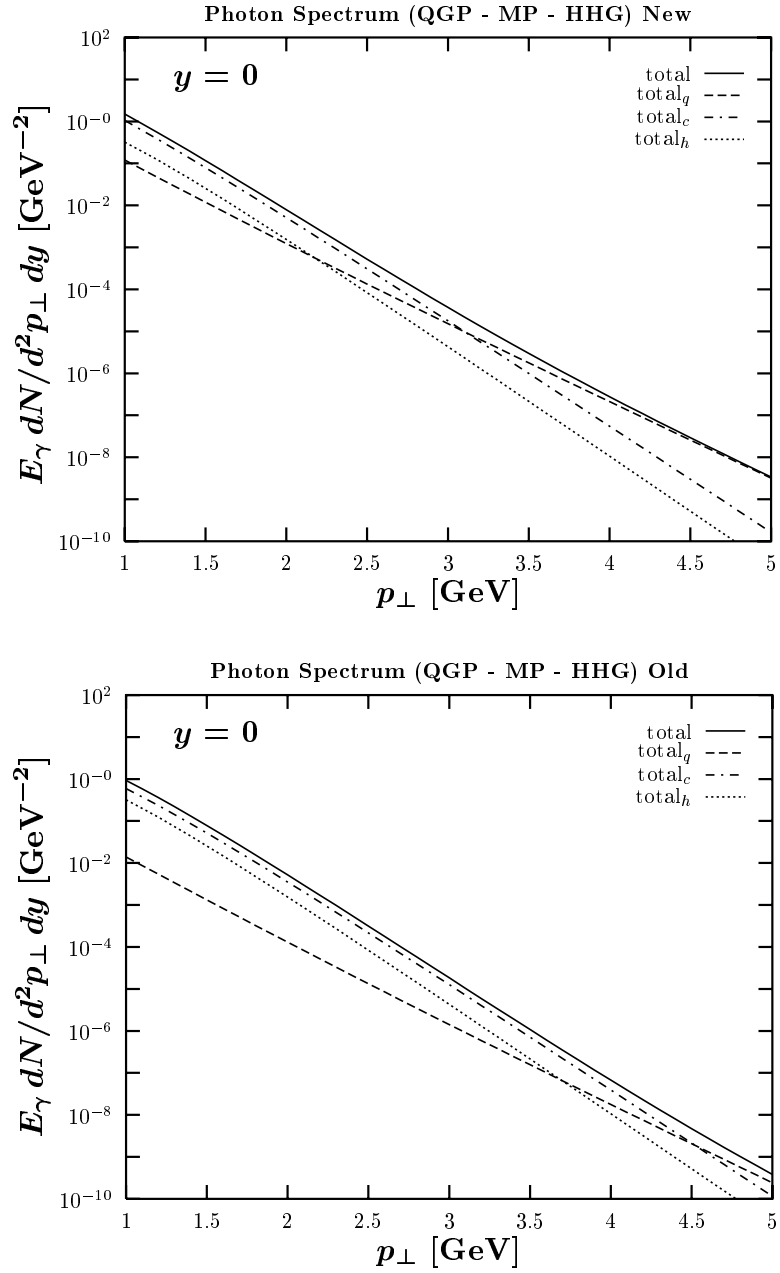 Photon Spectrum (QGP - MP - HHG) New
10^2
10^−0
10^−2
10^−4
10^−6
10^−8
10^−10
E_γ dN/d^2p_⊥ dy [GeV^−2]
y = 0
total
total_q
total_c
total_h
1 1.5 2 2.5 3 3.5 4 4.5 5
p_⊥ [GeV]
Photon Spectrum (QGP - MP - HHG) Old
10^2
10^−0
10^−2
10^−4
10^−6
10^−8
10^−10
E_γ dN/d^2p_⊥ dy [GeV^−2]
y = 0
total
total_q
total_c
total_h
1 1.5 2 2.5 3 3.5 4 4.5 5
p_⊥ [GeV]